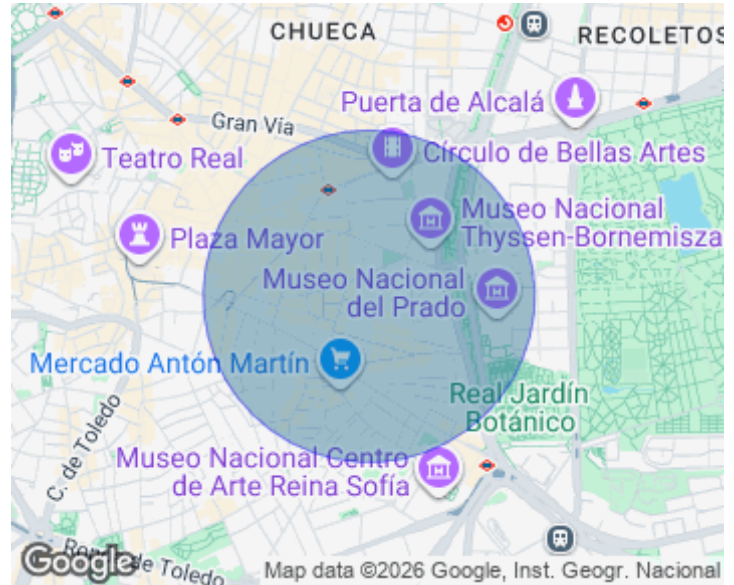 CHUECA
RECOLETOS
Puerta de Alcalá
Gran Vía
Teatro Real
Círculo de Bellas Artes
Museo Nacional
Thyssen-Bornemisza
Plaza Mayor
Museo Nacional
del Prado
Mercado Antón Martín
Real Jardín
Botánico
C. de Toledo
Museo Nacional Centro
de Arte Reina Sofía
de Toledo
Google
Map data ©2026 Google, Inst. Geogr. Nacional